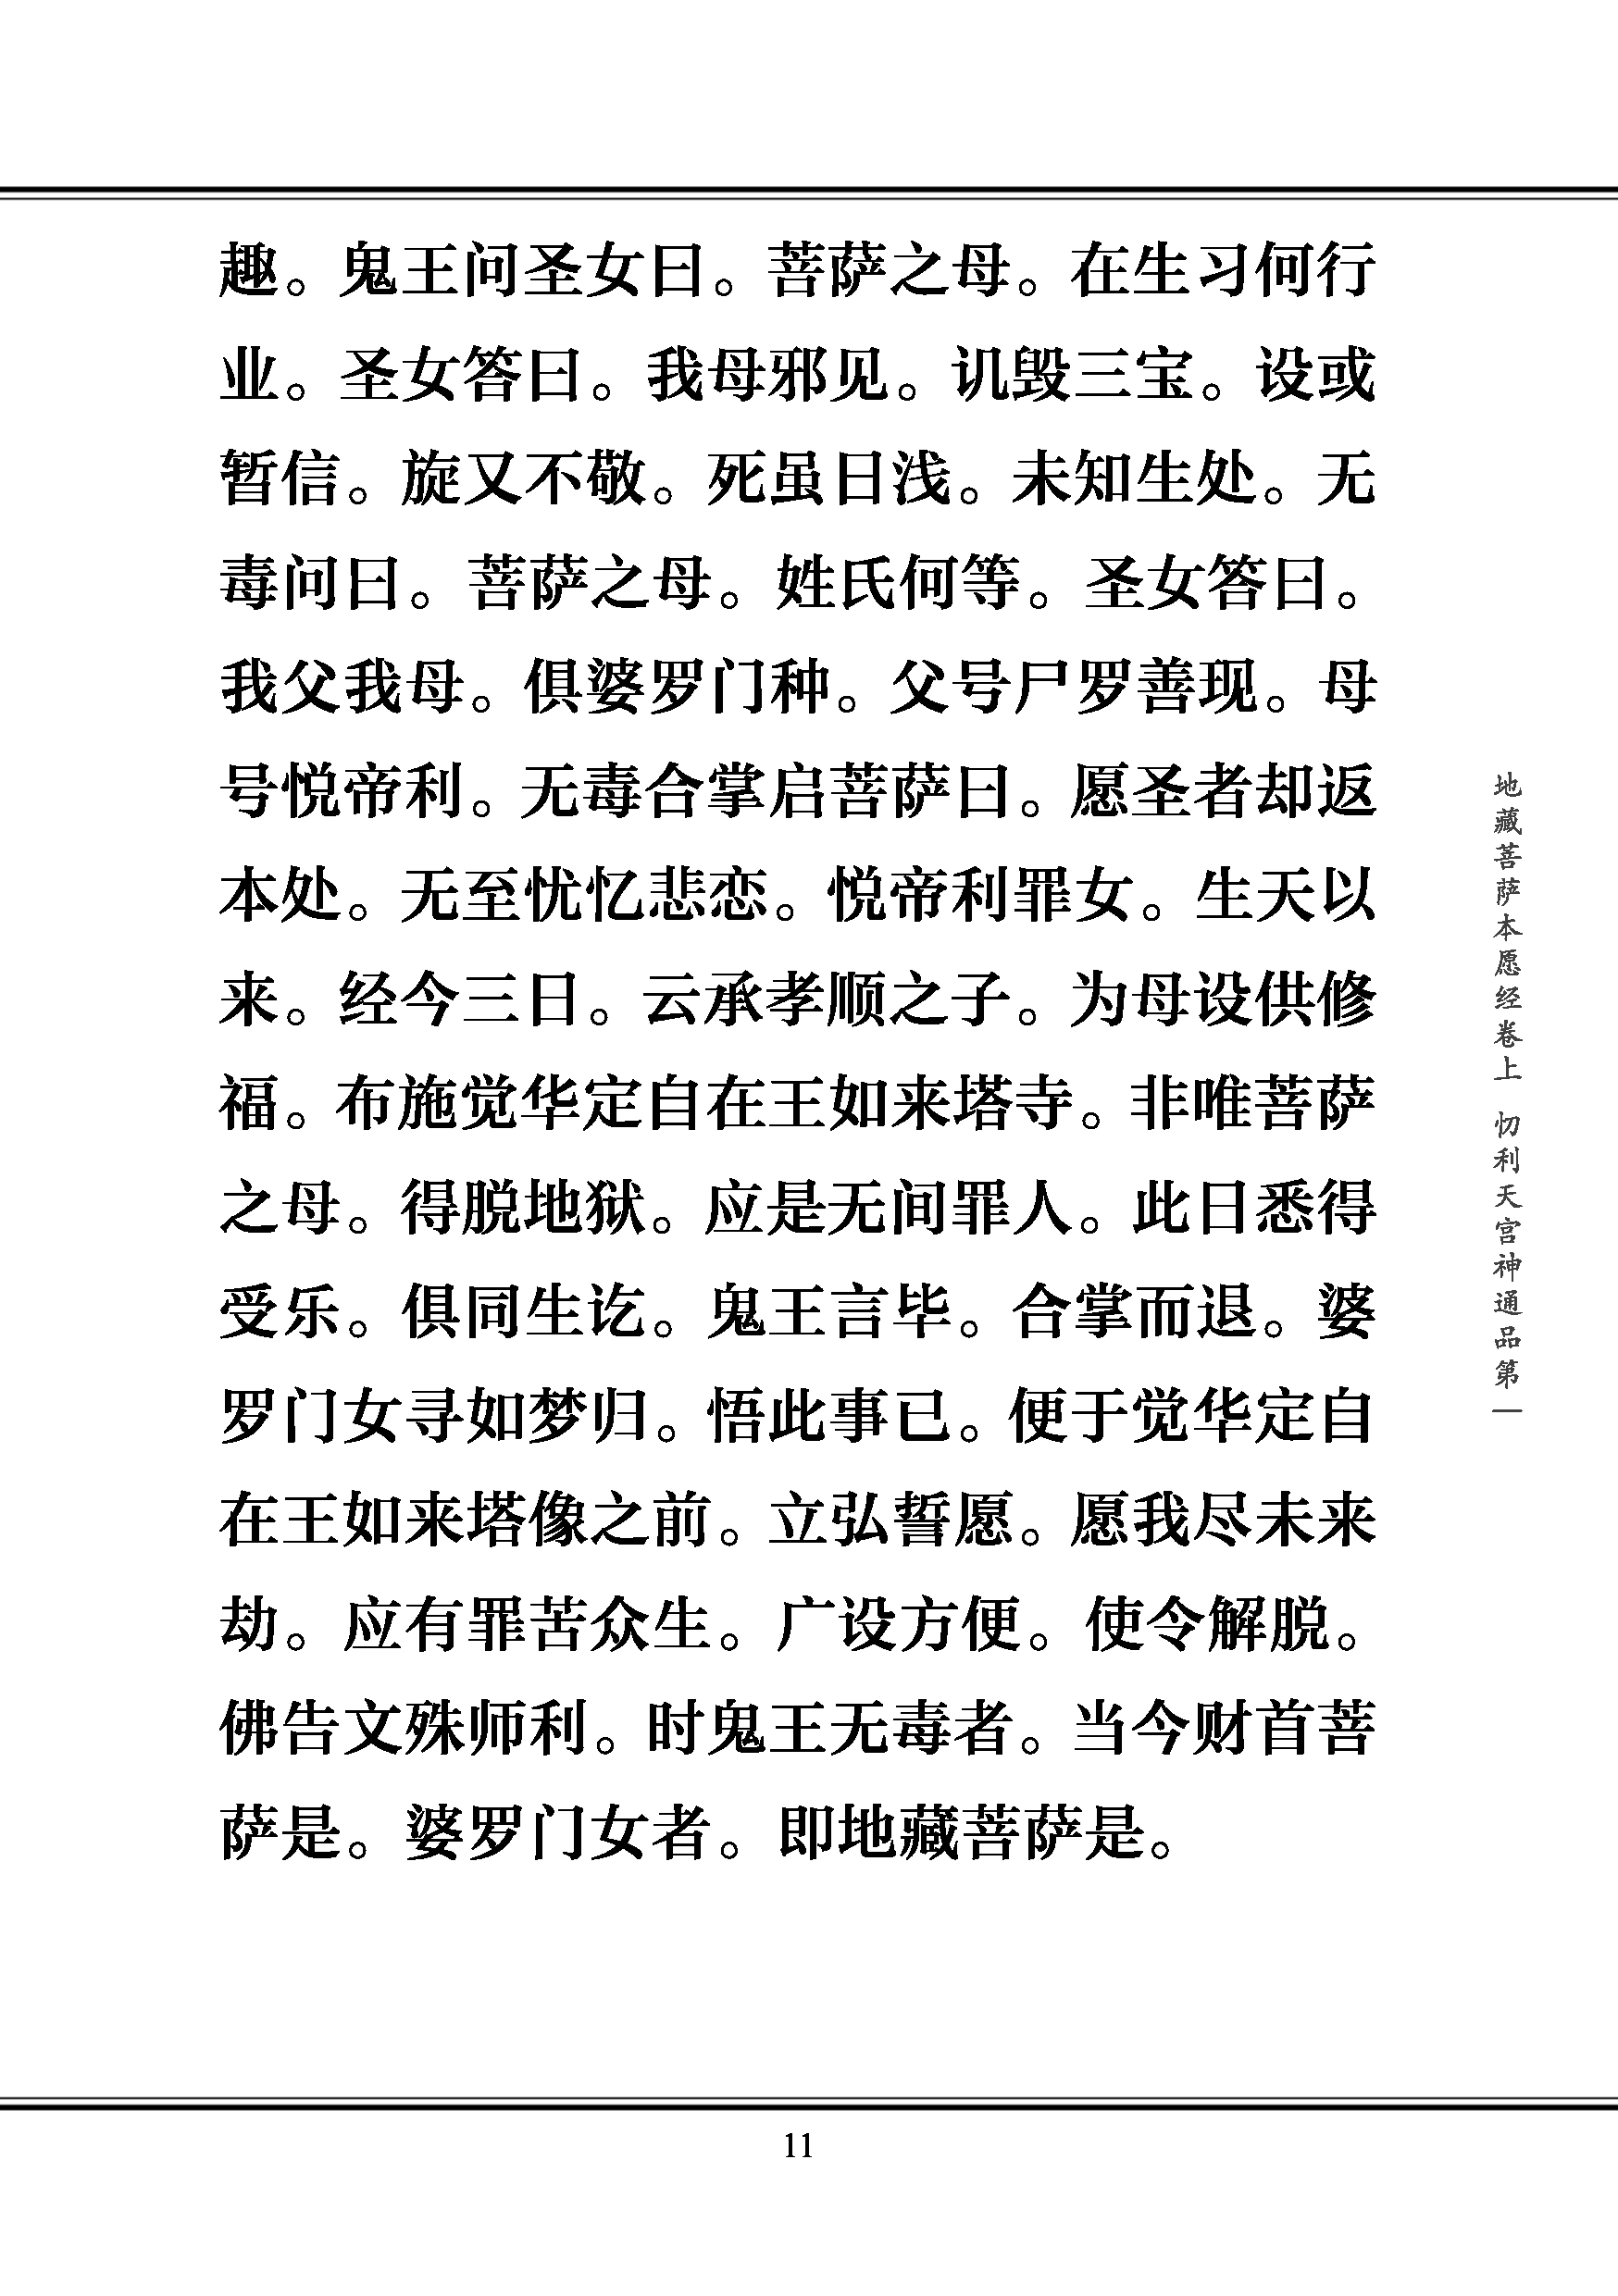 趣。鬼王问圣女曰。菩萨之母。在生习何行
业。圣女答曰。我母邪见。讥毁三宝。设或
暂信。旋又不敬。死虽日浅。未知生处。无
毒问曰。菩萨之母。姓氏何等。圣女答曰。
我父我母。俱婆罗门种。父号尸罗善现。母
号悦帝利。无毒合掌启菩萨曰。愿圣者却返
本处。无至忧忆悲恋。悦帝利罪女。生天以
来。经今三日。云承孝顺之子。为母设供修
福。布施觉华定自在王如来塔寺。非唯菩萨
之母。得脱地狱。应是无间罪人。此日悉得
受乐。俱同生讫。鬼王言毕。合掌而退。婆
罗门女寻如梦归。悟此事已。便于觉华定自
在王如来塔像之前。立弘誓愿。愿我尽未来
劫。应有罪苦众生。广设方便。使令解脱。
佛告文殊师利。时鬼王无毒者。当今财首菩
萨是。婆罗门女者。即地藏菩萨是。
地藏菩萨本愿经卷上 忉利天宫神通品第一
11